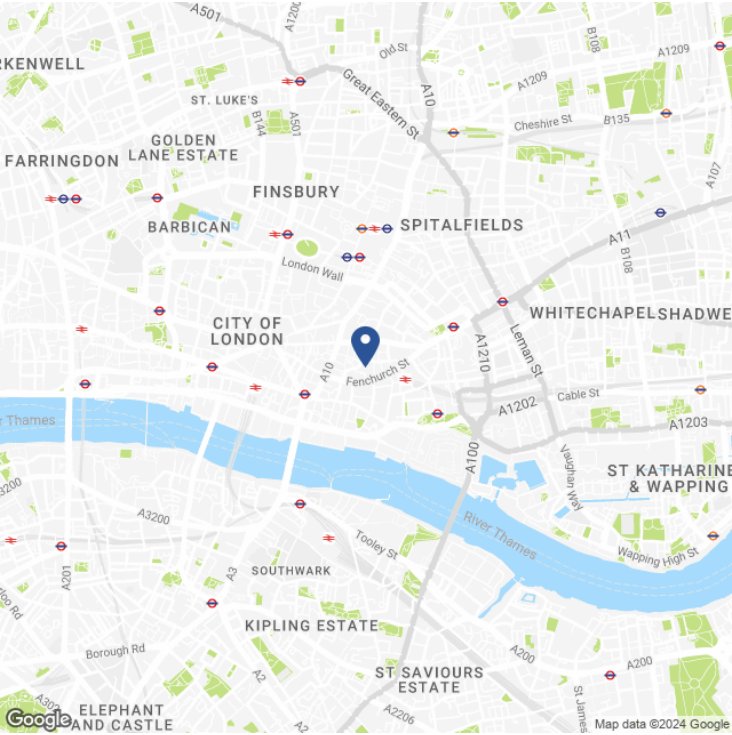 A501
A1200
Old St
A10
B108
A1209
RKENWELL
Great Eastern St
A1209
ST. LUKE'S
B144
A501
Cheshire St
B135
GOLDEN
LANE ESTATE
FARRINGDON
A107
FINSBURY
BARBICAN
SPITALFIELDS
A11
B108
London Wall
CITY OF
LONDON
WHITECHAPEL
SHADWE
A10
A1210
Leman St
Fenchurch St
Cable St
A1202
A1203
r Thames
A100
Vaughan Way
ST KATHARINE
& WAPPING
A3200
A3200
River Thames
Tooley St
Wapping High St
A201
A3
SOUTHWARK
loo Rd
KIPLING ESTATE
Borough Rd
A200
A200
A2
ST SAVIOURS
ESTATE
St James
A302
ELEPHANT
AND CASTLE
A2206
Google
Map data ©2024 Google